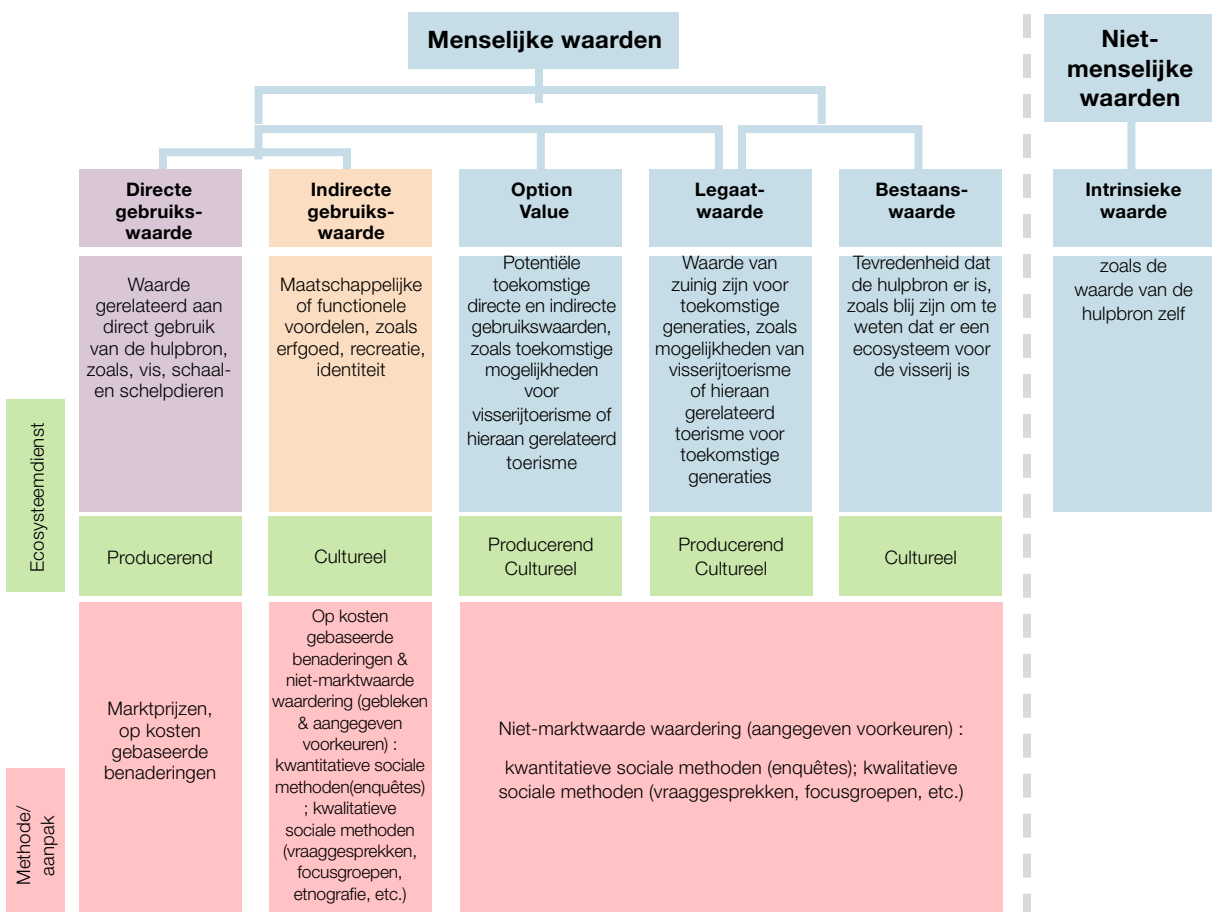 Menselijke waarden
Niet-
menselijke
waarden
Directe
gebruiks-
waarde
Indirecte
gebruiks-
waarde
Option
Value
Legaat-
waarde
Bestaans-
waarde
Intrinsieke
waarde
Waarde
gerelateerd aan
direct gebruik
van de hulpbron,
zoals, vis, schaal-
en schelpdieren
Maatschappelijke
of functionele
voordelen, zoals
erfgoed, recreatie,
identiteit
Potentiële
toekomstige
directe en indirecte
gebruikswaarden,
zoals toekomstige
mogelijkheden
voor
visserijtoerisme of
hieraan gerelateerd
toerisme
Waarde van
zuinig zijn voor
toekomstige
generaties, zoals
mogelijkheden van
visserijtoerisme
of hieraan
gerelateerd
toerisme voor
toekomstige
generaties
Tevredenheid dat
de hulpbron er is,
zoals blij zijn om te
weten dat er een
ecosysteem voor
de visserij is
zoals de
waarde van de
hulpbron zelf
Ecosysteemdienst
Producerend
Cultureel
Producerend
Cultureel
Producerend
Cultureel
Cultureel
Methode/
aanpak
Marktprijzen,
op kosten
gebaseerde
benaderingen
Op kosten
gebaseerde
benaderingen &
niet-marktwaarde
waardering (gebleken
& aangegeven
voorkeuren) :
kwantitatieve sociale
methoden(enquêtes)
; kwalitatieve
sociale methoden
(vraaggesprekken,
focusgroepen,
etnografie, etc.)
Niet-marktwaarde waardering (aangegeven voorkeuren) :
kwantitatieve sociale methoden (enquêtes); kwalitatieve
sociale methoden (vraaggesprekken, focusgroepen, etc.)